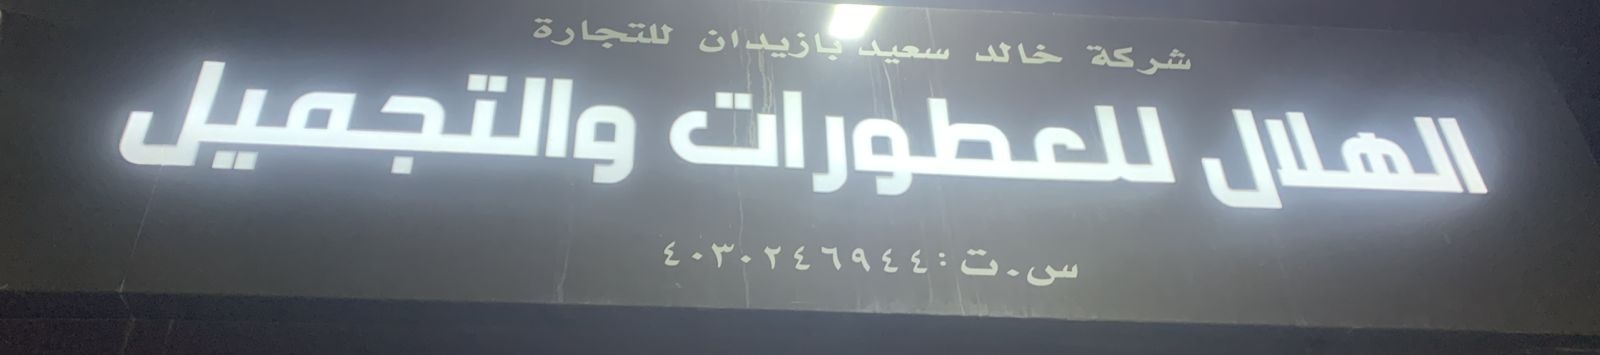 شركة خالد سعيد بازيدان للتجارة
الهلال للعطورات والتجميل
س.ت:٤٠٣٠٢٤٦٩٤٤